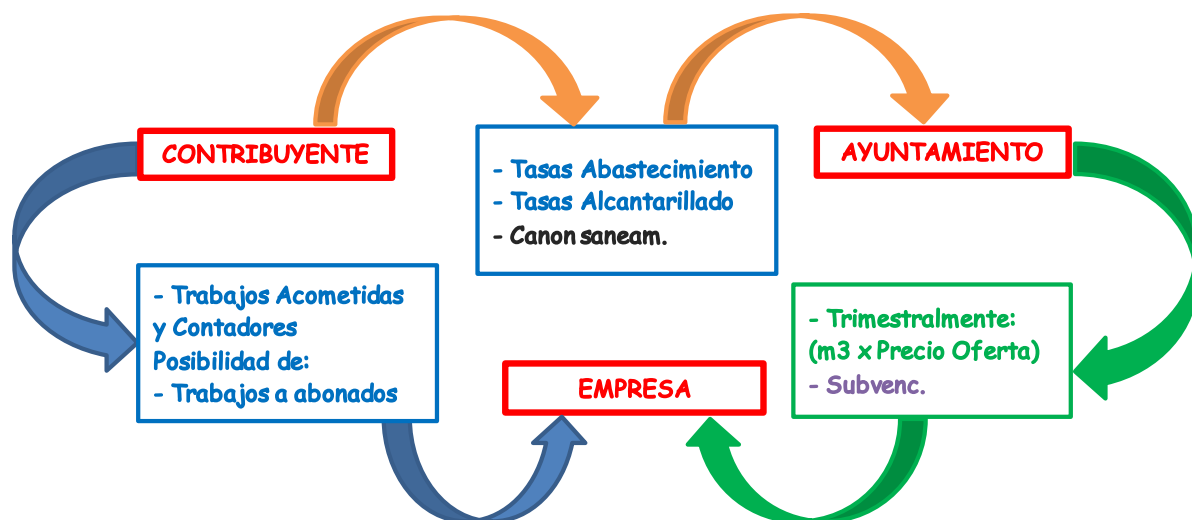 CONTRIBUYENTE
- Tasas Abastecimiento
- Tasas Alcantarillado
- Canon saneam.
AYUNTAMIENTO
- Trabajos Acometidas
y Contadores
Posibilidad de:
- Trabajos a abonados
EMPRESA
- Trimestralmente:
(m3 x Precio Oferta)
- Subvenc.